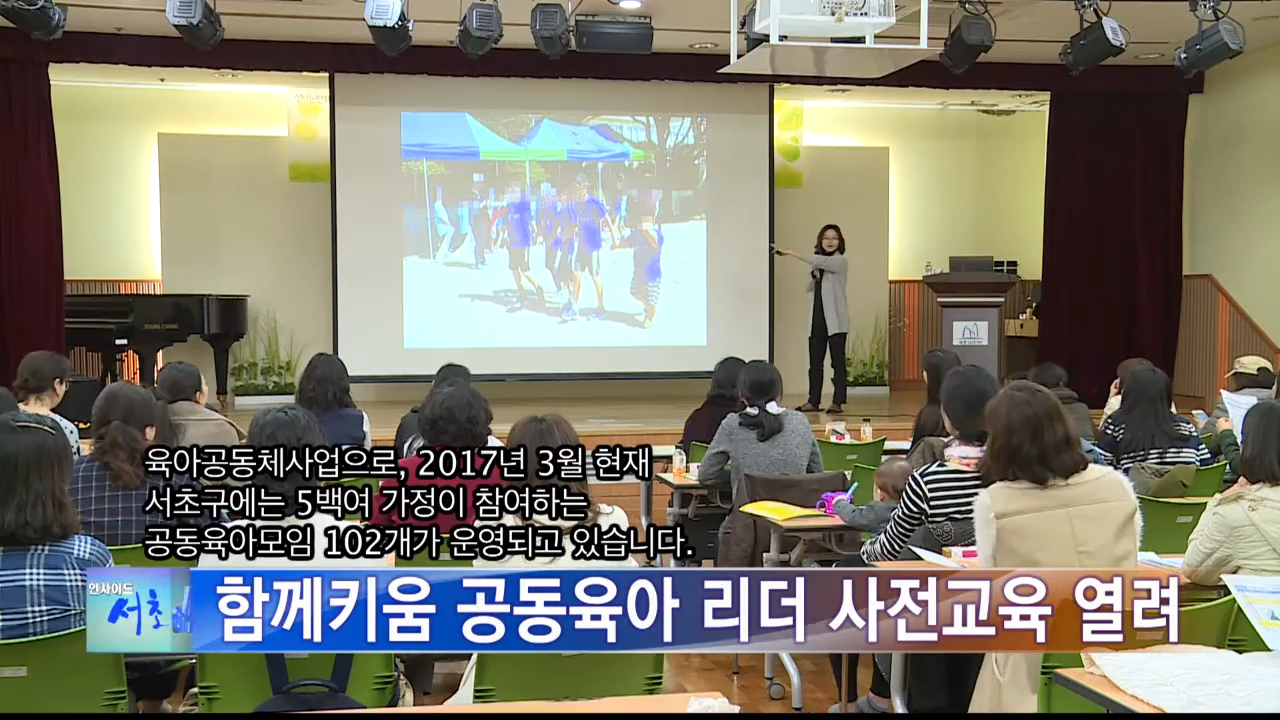 YOUNG CHANG
육아공동체사업으로, 2017년 3월 현재
서초구에는 5백여 가정이 참여하는
공동육아모임 102개가 운영되고 있습니다.
인사이드
서초
함께키움 공동육아 리더 사전교육 열려